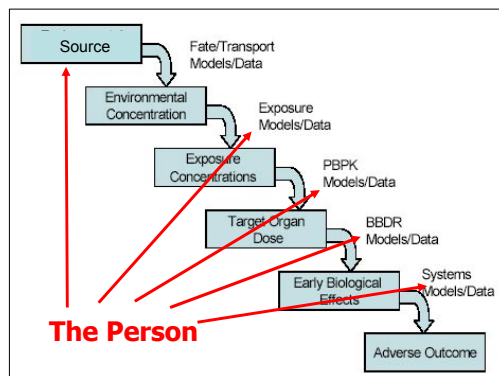 Source
Fate/Transport
Models/Data
Environmental
Concentration
Exposure
Models/Data
Exposure
Concentrations
PBPK
Models/Data
Target Organ
Dose
BBDR
Models/Data
Early Biological
Effects
Systems
Models/Data
The Person
Adverse Outcome